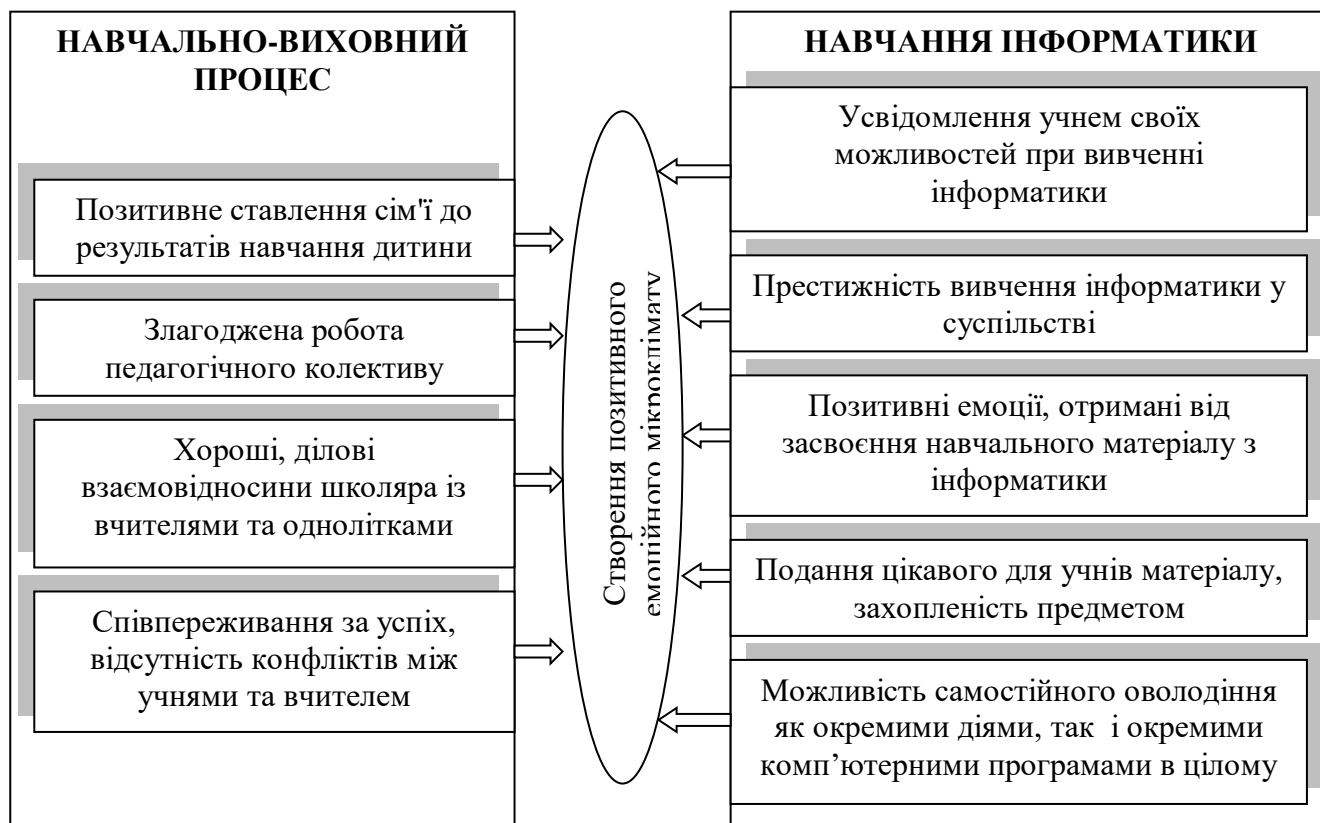 НАВЧАЛЬНО-ВИХОВНИЙ
ПРОЦЕС
Позитивне ставлення сім'ї до
результатів навчання дитини
Злагоджена робота
педагогічного колективу
Хороші, ділові
взаємовідносини школяра із
вчителями та однолітками
Співпереживання за успіх,
відсутність конфліктів між
учнями та вчителем
Створення позитивного
емоційного мікроклімату
НАВЧАННЯ ІНФОРМАТИКИ
Усвідомлення учнем своїх
можливостей при вивченні
інформатики
Престижність вивчення інформатики у
суспільстві
Позитивні емоції, отримані від
засвоєння навчального матеріалу з
інформатики
Подання цікавого для учнів матеріалу,
захопленість предметом
Можливість самостійного оволодіння
як окремими діями, так і окремими
комп’ютерними програмами в цілому